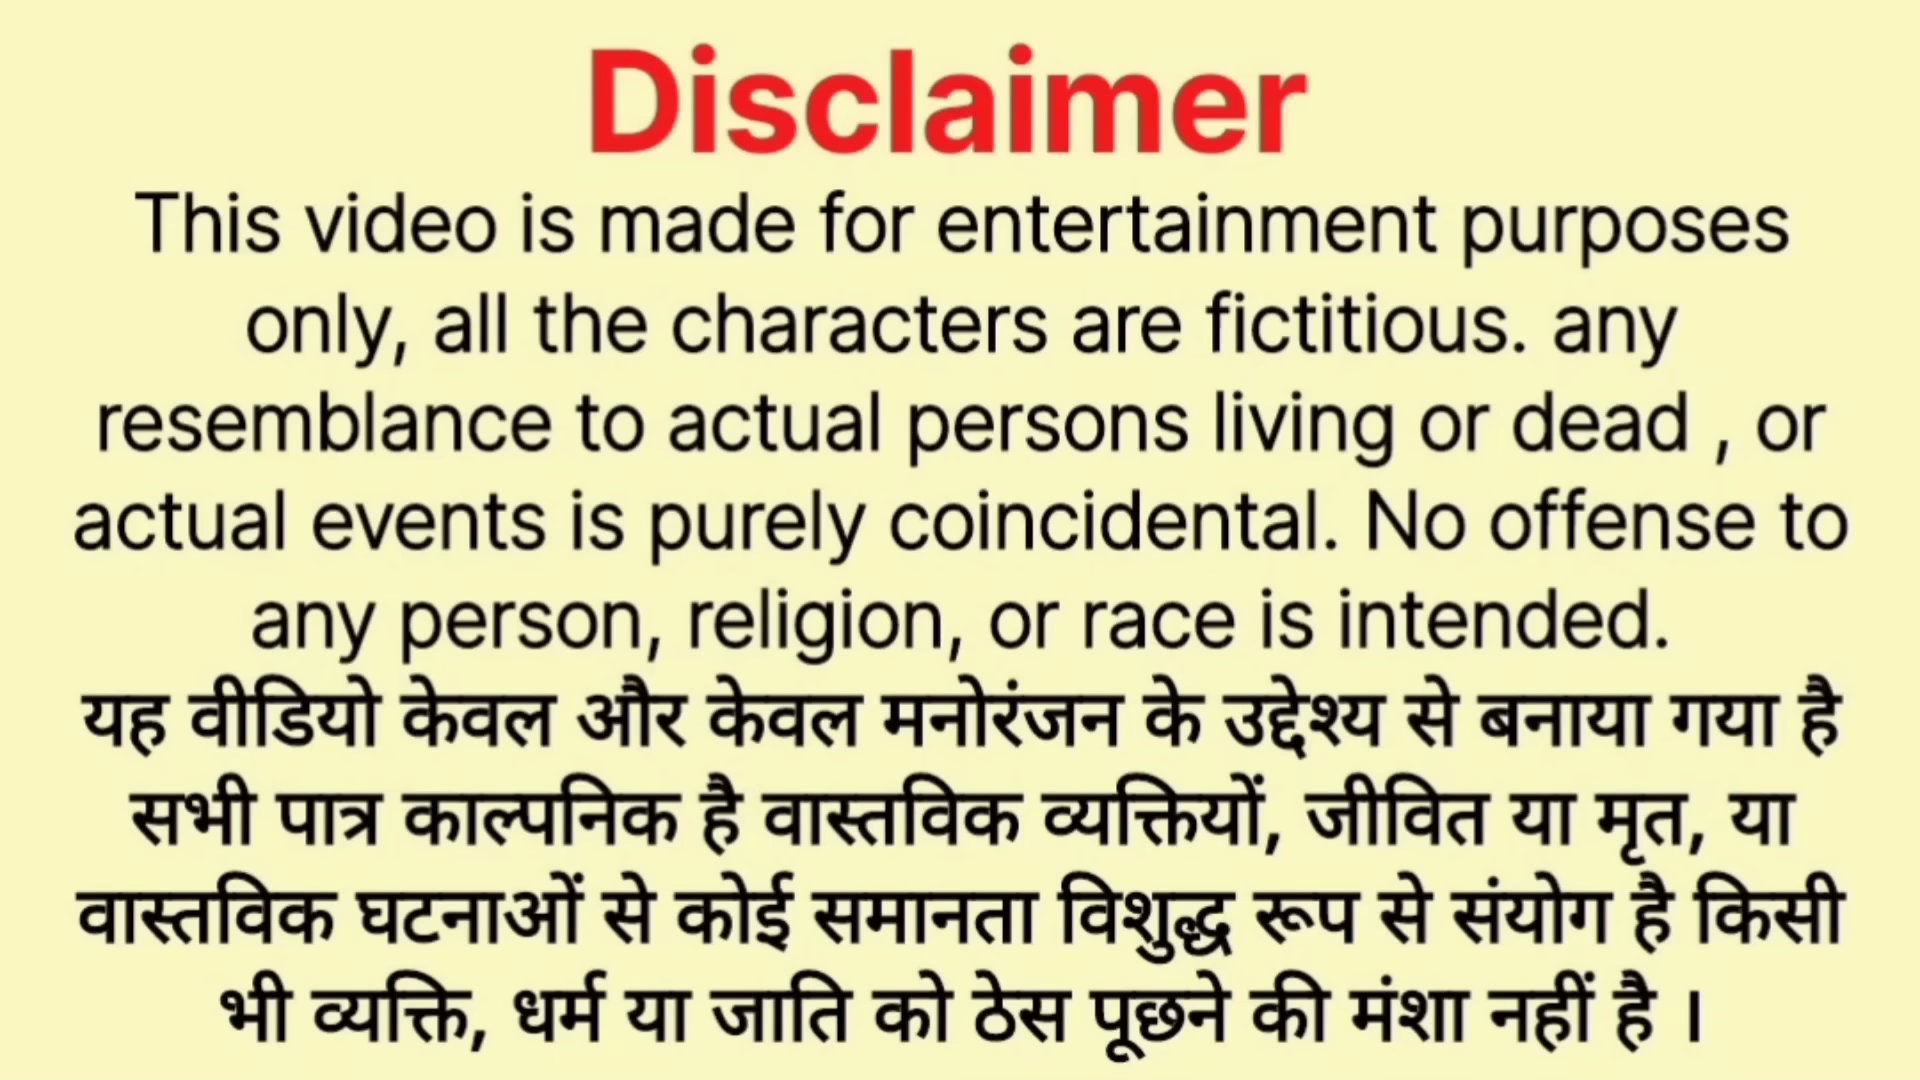 Disclaimer
This video is made for entertainment purposes
only, all the characters are fictitious. any
resemblance to actual persons living or dead , or
actual events is purely coincidental. No offense to
any person, religion, or race is intended.
यह वीडियो केवल और केवल मनोरंजन के उद्देश्य से बनाया गया है
सभी पात्र काल्पनिक है वास्तविक व्यक्तियों, जीवित या मृत, या
वास्तविक घटनाओं से कोई समानता विशुद्ध रूप से संयोग है किसी
भी व्यक्ति, धर्म या जाति को ठेस पूछने की मंशा नहीं है ।